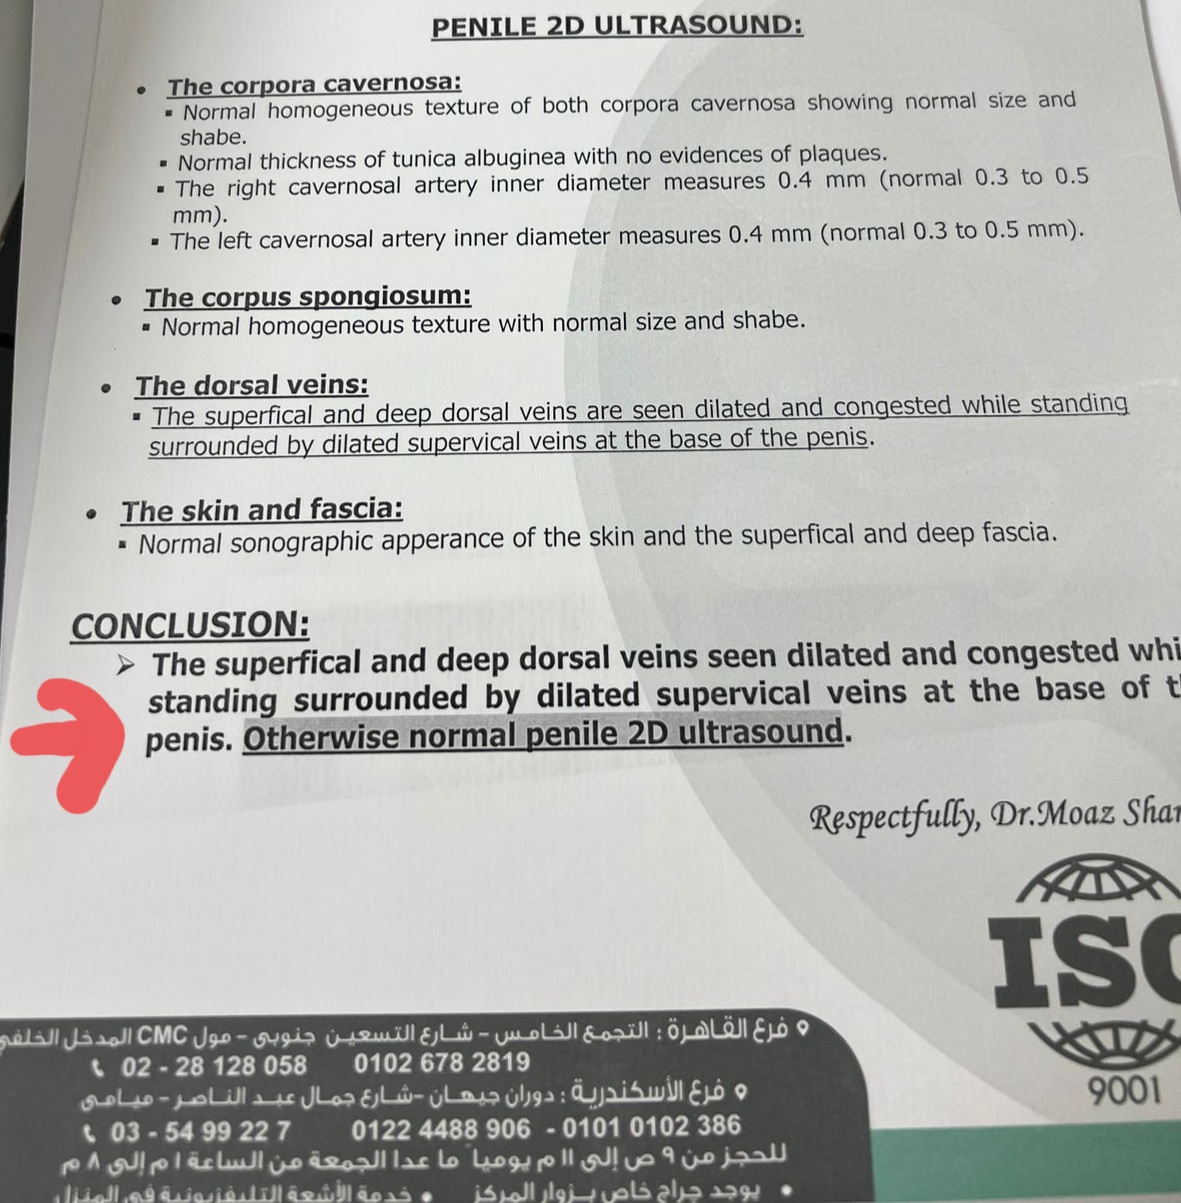 PENILE 2D ULTRASOUND:
• The corpora cavernosa:
▪ Normal homogeneous texture of both corpora cavernosa showing normal size and
shabe.
▪ Normal thickness of tunica albuginea with no evidences of plaques.
▪ The right cavernosal artery inner diameter measures 0.4 mm (normal 0.3 to 0.5
mm).
▪ The left cavernosal artery inner diameter measures 0.4 mm (normal 0.3 to 0.5 mm).
• The corpus spongiosum:
▪ Normal homogeneous texture with normal size and shabe.
• The dorsal veins:
▪ The superfical and deep dorsal veins are seen dilated and congested while standing
surrounded by dilated supervical veins at the base of the penis.
• The skin and fascia:
▪ Normal sonographic apperance of the skin and the superfical and deep fascia.
CONCLUSION:
➢ The superfical and deep dorsal veins seen dilated and congested whi
standing surrounded by dilated supervical veins at the base of t
penis. Otherwise normal penile 2D ultrasound.
Respectfully, Dr.Moaz Shar
ISO
9001
فرع القاهرة : التجمع الخامس - شارع التسعين جنوبي - مول CMC المدخل الخلفي
02 - 28 128 058 0102 678 2819
فرع الأسكندرية : دوران جيهان - شارع جمال عبد الناصر - ميامي
03 - 54 99 22 7 0122 4488 906 - 0101 0102 386
للحجز من ٩ ص إلى ١١ م يوميا ما عدا الجمعة من الساعة ١ م إلى ٨ م
• يوجد جراج خاص بزوار المركز • خدمة الأشعة التليفزيونية في المنزل